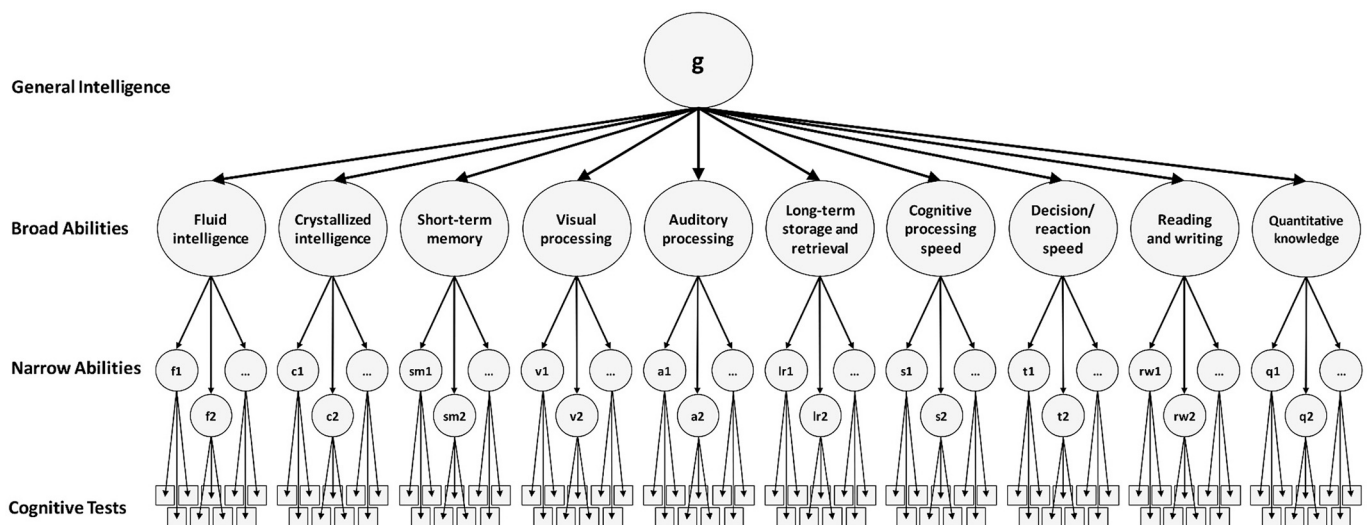 g
General Intelligence
Broad Abilities
Fluid
intelligence
Crystallized
intelligence
Short-term
memory
Visual
processing
Auditory
processing
Long-term
storage and
retrieval
Cognitive
processing
speed
Decision/
reaction
speed
Reading
and writing
Quantitative
knowledge
Narrow Abilities
f1
...
c1
...
sm1
...
v1
...
a1
...
lr1
...
s1
...
t1
...
rw1
...
q1
...
f2
c2
sm2
v2
a2
lr2
s2
t2
rw2
q2
Cognitive Tests